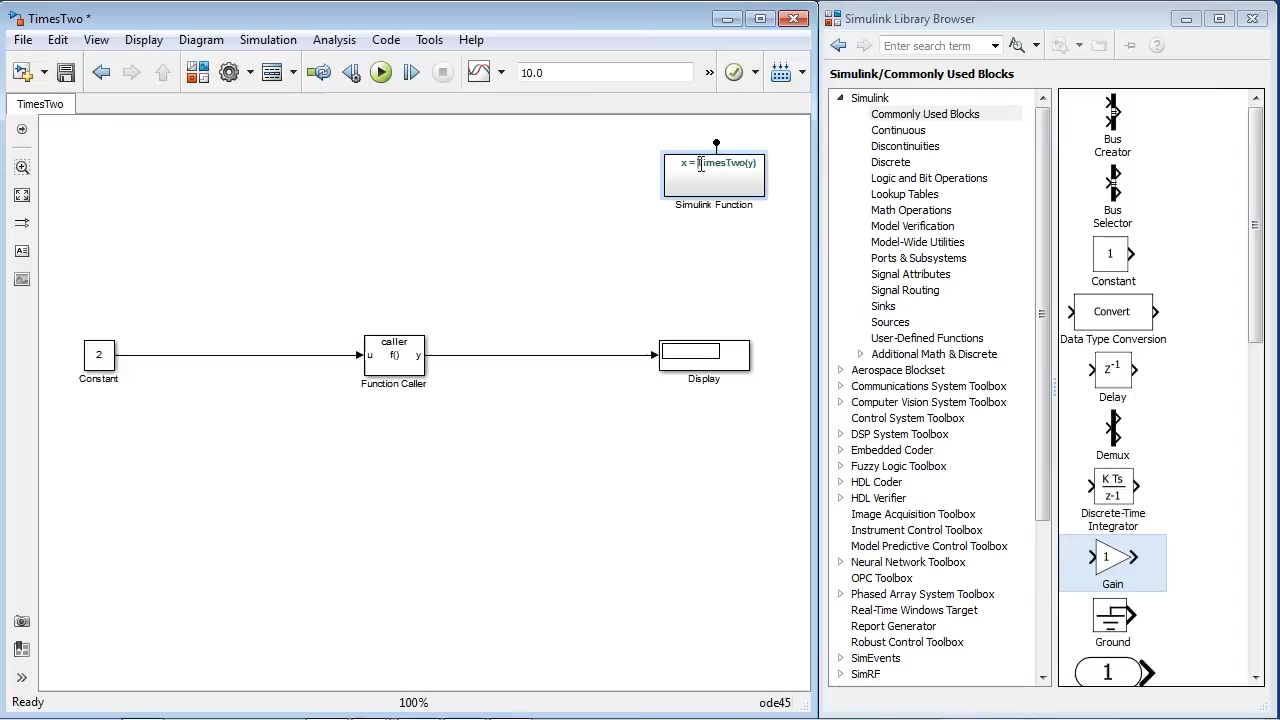 TimesTwo *
File Edit View Display Diagram Simulation Analysis Code Tools Help
10.0
»
TimesTwo
x = TimesTwo(y)
Simulink Function
2
Constant
caller
u f() y
Function Caller
Display
Ready
100%
ode45
Simulink Library Browser
Enter search term
Simulink/Commonly Used Blocks
Simulink
Commonly Used Blocks
Continuous
Discontinuities
Discrete
Logic and Bit Operations
Lookup Tables
Math Operations
Model Verification
Model-Wide Utilities
Ports & Subsystems
Signal Attributes
Signal Routing
Sinks
Sources
User-Defined Functions
Additional Math & Discrete
Aerospace Blockset
Communications System Toolbox
Computer Vision System Toolbox
Control System Toolbox
DSP System Toolbox
Embedded Coder
Fuzzy Logic Toolbox
HDL Coder
HDL Verifier
Image Acquisition Toolbox
Instrument Control Toolbox
Model Predictive Control Toolbox
Neural Network Toolbox
OPC Toolbox
Phased Array System Toolbox
Real-Time Windows Target
Report Generator
Robust Control Toolbox
SimEvents
SimRF
Bus
Creator
Bus
Selector
1
Constant
Convert
Data Type Conversion
Z-1
Delay
Demux
K Ts
z-1
Discrete-Time
Integrator
1
Gain
Ground
1